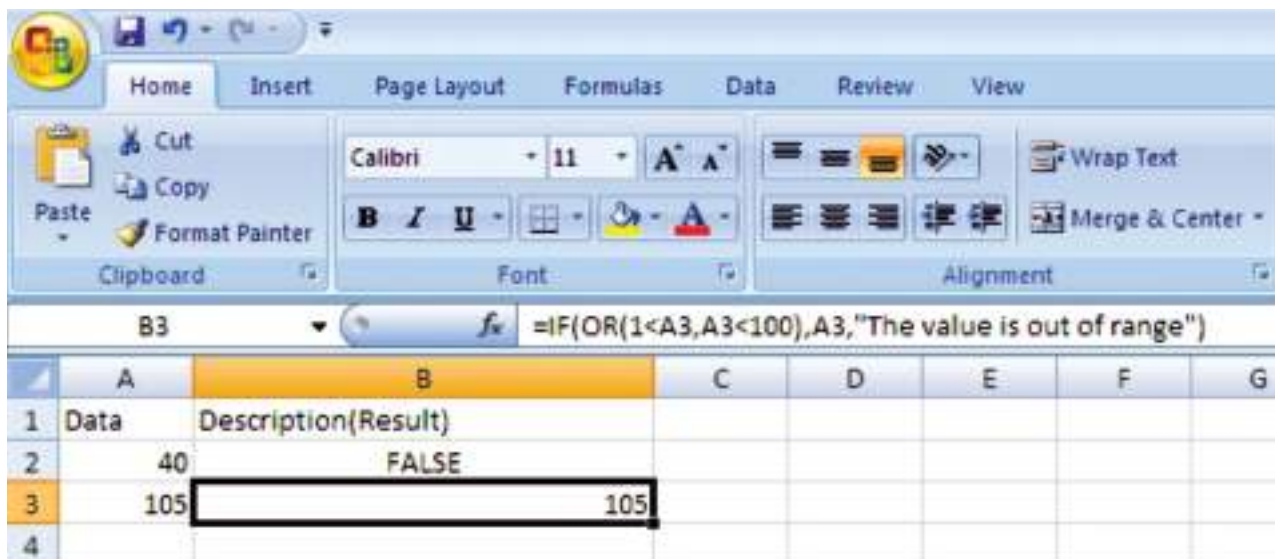 Home Insert Page Layout Formulas Data Review View
Cut
Copy
Paste
Format Painter
Clipboard
Calibri 11 A A
B I U A
Font
Wrap Text
Merge & Center
Alignment
B3 fx =IF(OR(1<A3,A3<100),A3,"The value is out of range")
A B C D E F G
1 Data Description(Result)
2 40 FALSE
3 105 105
4